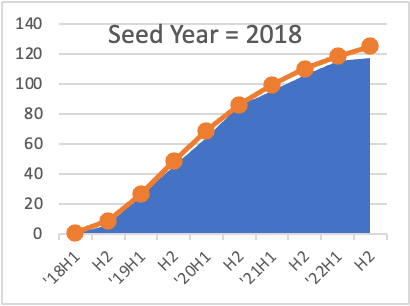 Seed Year = 2018
140
120
100
80
60
40
20
0
'18H1
H2
'19H1
H2
'20H1
H2
'21H1
H2
'22H1
H2